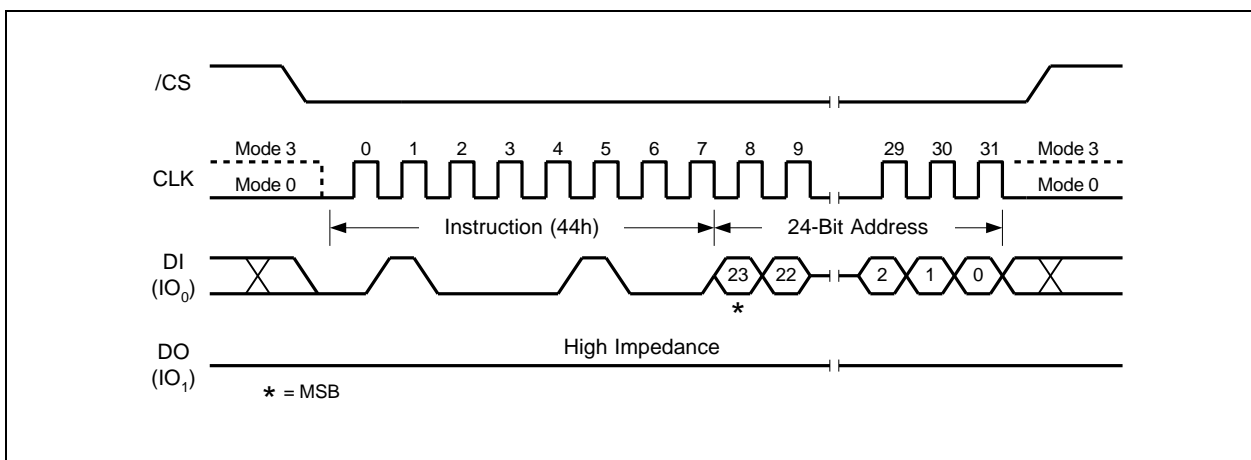 /CS
Mode 3
0 1 2 3 4 5 6 7 8 9 29 30 31
Mode 3
CLK
Mode 0
Mode 0
Instruction (44h)
24-Bit Address
DI
(IO0)
23 22 2 1 0
*
DO
(IO1)
High Impedance
* = MSB